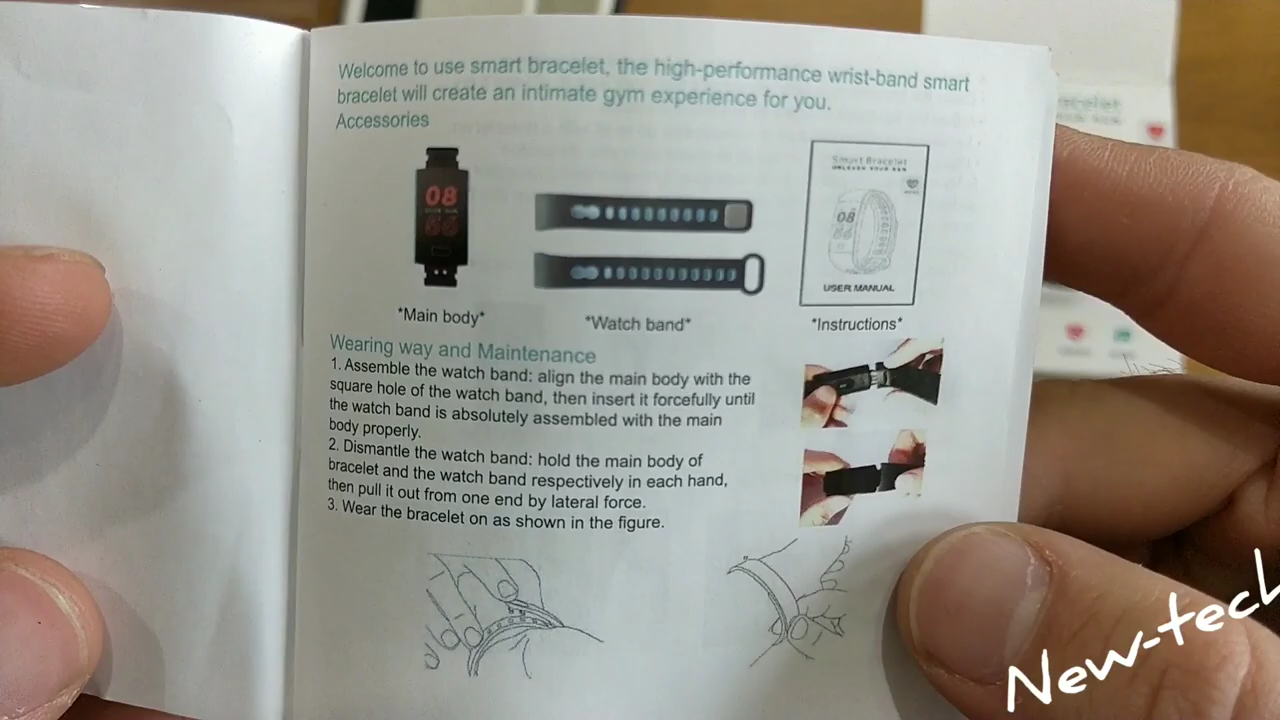 Welcome to use smart bracelet, the high-performance wrist-band smart
bracelet will create an intimate gym experience for you.
Accessories
08
Smart Bracelet
UNLEASH YOUR RUN
08
USER MANUAL
*Main body*
*Watch band*
*Instructions*
Wearing way and Maintenance
1. Assemble the watch band: align the main body with the
square hole of the watch band, then insert it forcefully until
the watch band is absolutely assembled with the main
body properly.
2. Dismantle the watch band: hold the main body of
bracelet and the watch band respectively in each hand,
then pull it out from one end by lateral force.
3. Wear the bracelet on as shown in the figure.
New-tech